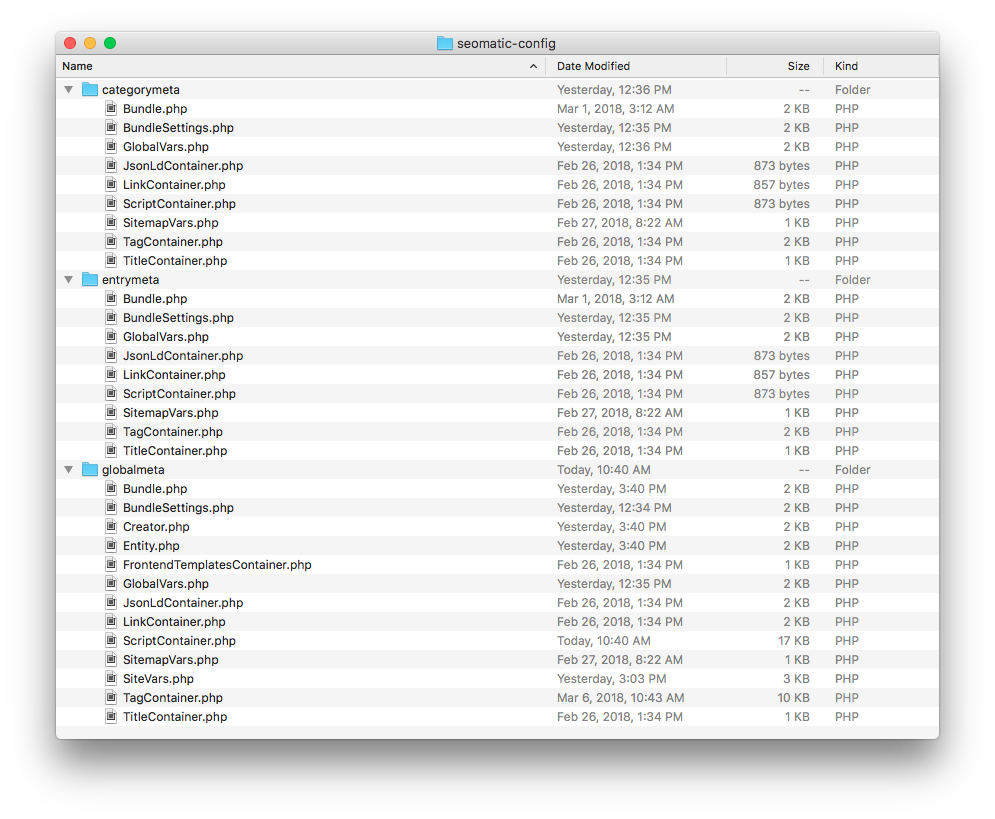 seomatic-config
Name Date Modified Size Kind
categorymeta Yesterday, 12:36 PM -- Folder
Bundle.php Mar 1, 2018, 3:12 AM 2 KB PHP
BundleSettings.php Yesterday, 12:35 PM 2 KB PHP
GlobalVars.php Yesterday, 12:36 PM 2 KB PHP
JsonLdContainer.php Feb 26, 2018, 1:34 PM 873 bytes PHP
LinkContainer.php Feb 26, 2018, 1:34 PM 857 bytes PHP
ScriptContainer.php Feb 26, 2018, 1:34 PM 873 bytes PHP
SitemapVars.php Feb 27, 2018, 8:22 AM 1 KB PHP
TagContainer.php Feb 26, 2018, 1:34 PM 2 KB PHP
TitleContainer.php Feb 26, 2018, 1:34 PM 1 KB PHP
entrymeta Yesterday, 12:35 PM -- Folder
Bundle.php Mar 1, 2018, 3:12 AM 2 KB PHP
BundleSettings.php Yesterday, 12:35 PM 2 KB PHP
GlobalVars.php Yesterday, 12:35 PM 2 KB PHP
JsonLdContainer.php Feb 26, 2018, 1:34 PM 873 bytes PHP
LinkContainer.php Feb 26, 2018, 1:34 PM 857 bytes PHP
ScriptContainer.php Feb 26, 2018, 1:34 PM 873 bytes PHP
SitemapVars.php Feb 27, 2018, 8:22 AM 1 KB PHP
TagContainer.php Feb 26, 2018, 1:34 PM 2 KB PHP
TitleContainer.php Feb 26, 2018, 1:34 PM 1 KB PHP
globalmeta Today, 10:40 AM -- Folder
Bundle.php Yesterday, 3:40 PM 2 KB PHP
BundleSettings.php Yesterday, 12:34 PM 2 KB PHP
Creator.php Yesterday, 3:40 PM 2 KB PHP
Entity.php Yesterday, 3:40 PM 2 KB PHP
FrontendTemplatesContainer.php Feb 26, 2018, 1:34 PM 1 KB PHP
GlobalVars.php Yesterday, 12:35 PM 2 KB PHP
JsonLdContainer.php Feb 26, 2018, 1:34 PM 2 KB PHP
LinkContainer.php Feb 26, 2018, 1:34 PM 2 KB PHP
ScriptContainer.php Today, 10:40 AM 17 KB PHP
SitemapVars.php Feb 27, 2018, 8:22 AM 1 KB PHP
SiteVars.php Yesterday, 3:03 PM 3 KB PHP
TagContainer.php Mar 6, 2018, 10:43 AM 10 KB PHP
TitleContainer.php Feb 26, 2018, 1:34 PM 1 KB PHP